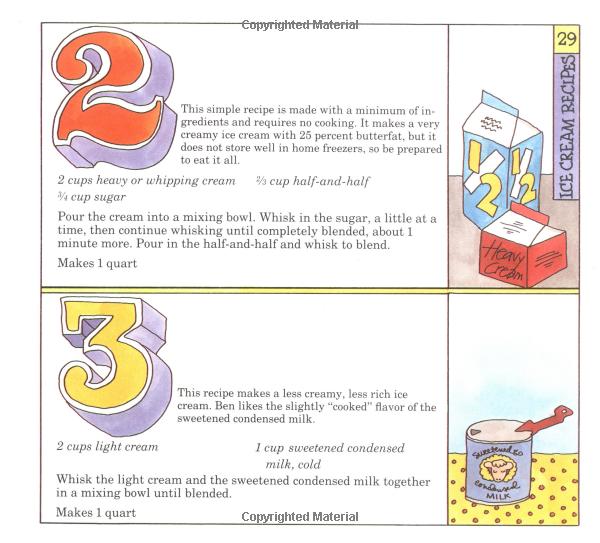 Copyrighted Material
29
ICE CREAM RECIPES
2
This simple recipe is made with a minimum of in-
gredients and requires no cooking. It makes a very
creamy ice cream with 25 percent butterfat, but it
does not store well in home freezers, so be prepared
to eat it all.
2 cups heavy or whipping cream ⅔ cup half-and-half
¾ cup sugar
Pour the cream into a mixing bowl. Whisk in the sugar, a little at a
time, then continue whisking until completely blended, about 1
minute more. Pour in the half-and-half and whisk to blend.
Makes 1 quart
1/2
1/2
Heavy
Cream
3
This recipe makes a less creamy, less rich ice
cream. Ben likes the slightly “cooked” flavor of the
sweetened condensed milk.
2 cups light cream 1 cup sweetened condensed
milk, cold
Whisk the light cream and the sweetened condensed milk together
in a mixing bowl until blended.
Makes 1 quart
condensed
MILK
Copyrighted Material